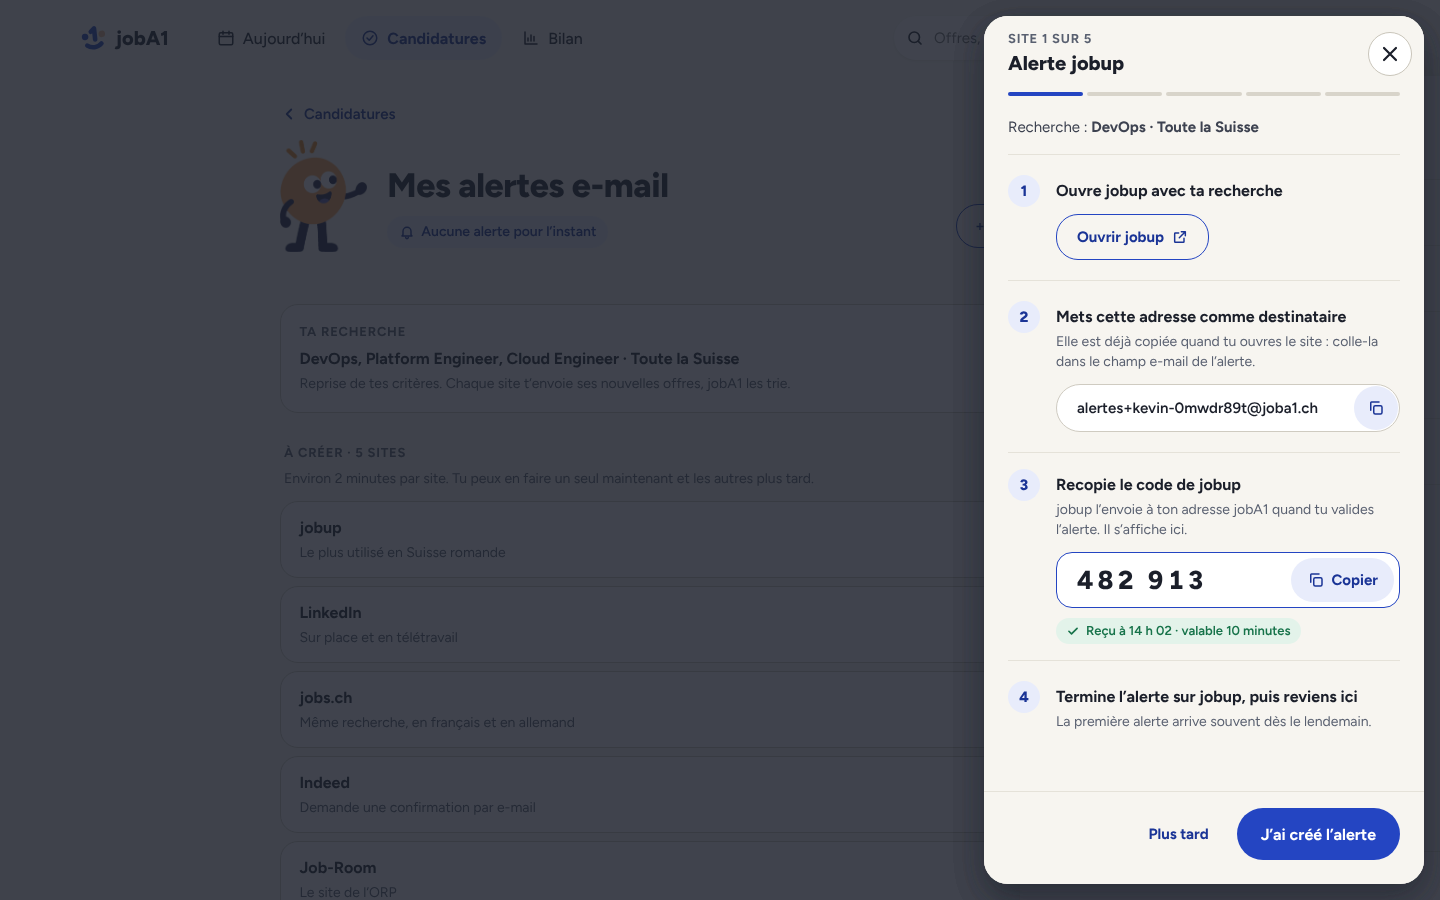 jobA1
Aujourd'hui
Candidatures
Bilan
Offres,
Candidatures
Mes alertes e-mail
Aucune alerte pour l'instant
+
TA RECHERCHE
DevOps, Platform Engineer, Cloud Engineer · Toute la Suisse
Reprise de tes critères. Chaque site t'envoie ses nouvelles offres, jobA1 les trie.
À CRÉER · 5 SITES
Environ 2 minutes par site. Tu peux en faire un seul maintenant et les autres plus tard.
jobup
Le plus utilisé en Suisse romande
LinkedIn
Sur place et en télétravail
jobs.ch
Même recherche, en français et en allemand
Indeed
Demande une confirmation par e-mail
Job-Room
Le site de l'ORP
SITE 1 SUR 5
Alerte jobup
Recherche : DevOps · Toute la Suisse
1
Ouvre jobup avec ta recherche
Ouvrir jobup
2
Mets cette adresse comme destinataire
Elle est déjà copiée quand tu ouvres le site : colle-la
dans le champ e-mail de l'alerte.
alertes+kevin-0mwdr89t@joba1.ch
3
Recopie le code de jobup
jobup l'envoie à ton adresse jobA1 quand tu valides
l'alerte. Il s'affiche ici.
482 913
Copier
Reçu à 14 h 02 · valable 10 minutes
4
Termine l'alerte sur jobup, puis reviens ici
La première alerte arrive souvent dès le lendemain.
Plus tard
J'ai créé l'alerte